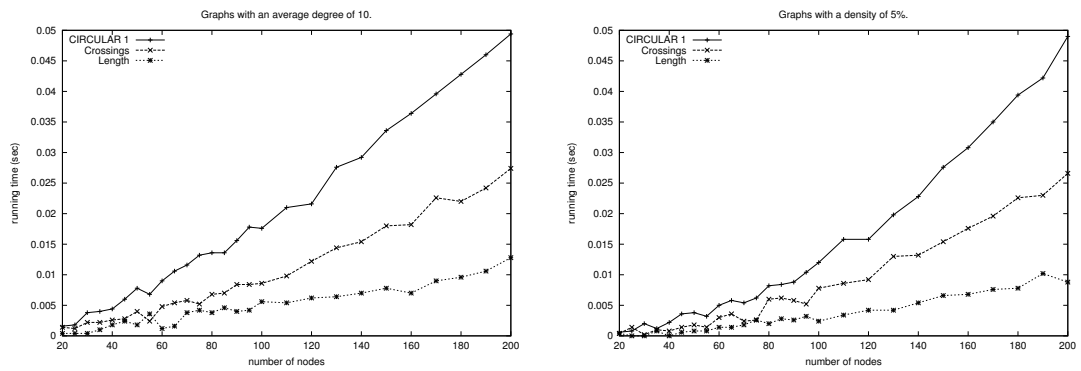 Graphs with an average degree of 10.
0.05
0.045
0.04
0.035
0.03
0.025
0.02
0.015
0.01
0.005
0
running time (sec)
CIRCULAR 1
Crossings
Length
20 40 60 80 100 120 140 160 180 200
number of nodes
Graphs with a density of 5%.
0.05
0.045
0.04
0.035
0.03
0.025
0.02
0.015
0.01
0.005
0
running time (sec)
CIRCULAR 1
Crossings
Length
20 40 60 80 100 120 140 160 180 200
number of nodes